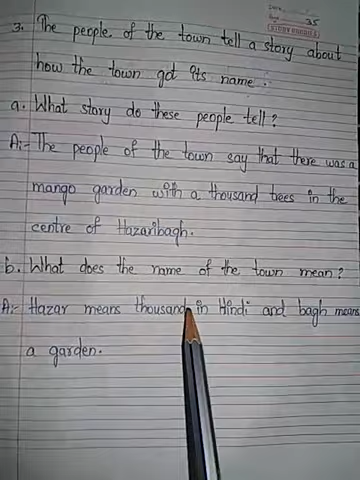 35
3. The people of the town tell a story about
how the town got its name.
a. What story do these people tell?
A:- The people of the town say that there was a
mango garden with a thousand trees in the
centre of Hazaribagh.
b. What does the name of the town mean?
A:- Hazar means thousand in Hindi and bagh means
a garden.